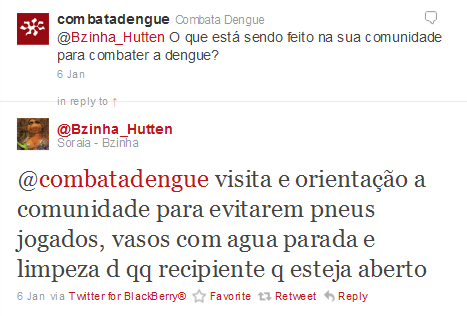 combatadengue Combata Dengue
@Bzinha_Hutten O que está sendo feito na sua comunidade
para combater a dengue?
6 Jan
in reply to ↑
@Bzinha_Hutten
Soraia - Bzinha
@combatadengue visita e orientação a
comunidade para evitarem pneus
jogados, vasos com agua parada e
limpeza d qq recipiente q esteja aberto
6 Jan via Twitter for BlackBerry® Favorite Retweet Reply